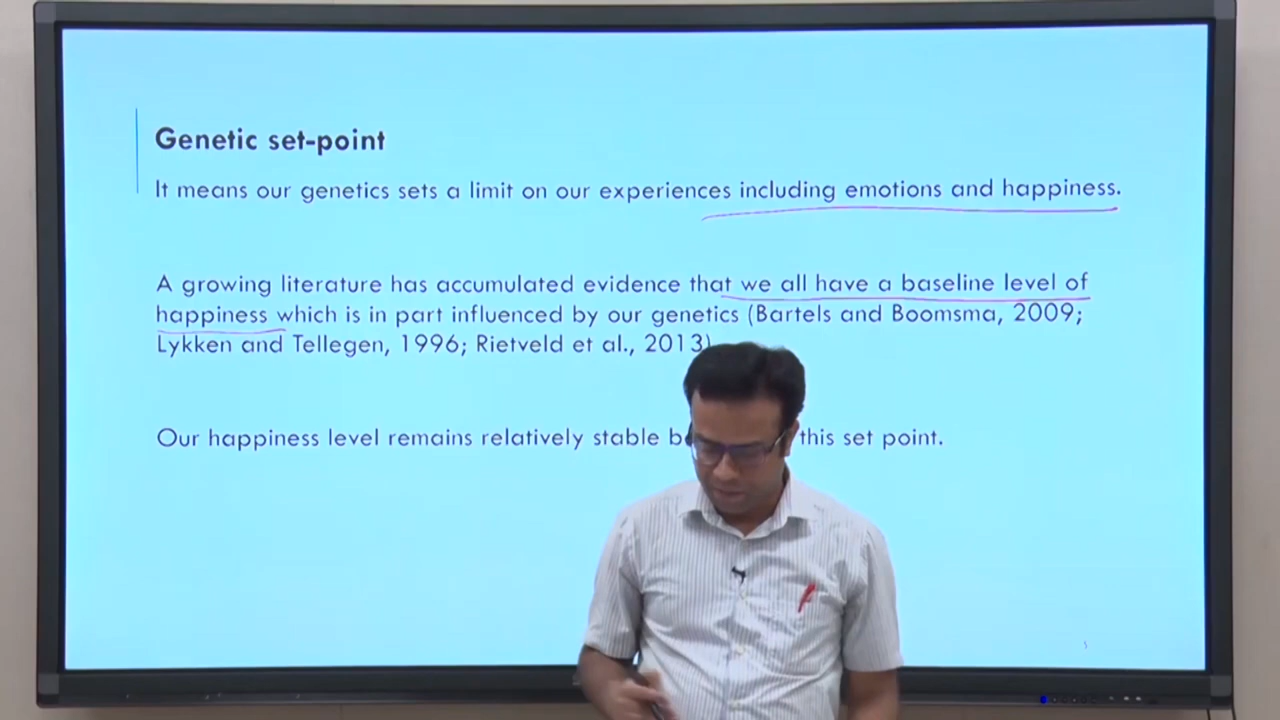 Genetic set-point
It means our genetics sets a limit on our experiences including emotions and happiness.
A growing literature has accumulated evidence that we all have a baseline level of
happiness which is in part influenced by our genetics (Bartels and Boomsma, 2009;
Lykken and Tellegen, 1996; Rietveld et al., 2013)
Our happiness level remains relatively stable this set point.